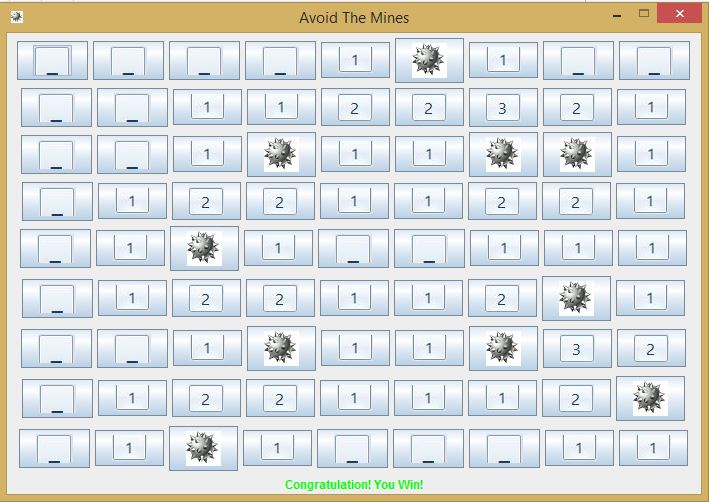 Avoid The Mines
_ _ _ _ 1 1 _ _
_ _ 1 1 2 2 3 2 1
_ _ 1 1 1 1
_ 1 2 2 1 1 2 2 1
_ 1 1 _ _ 1 1 1
_ 1 2 2 1 1 2 1
_ _ 1 1 1 3 2
_ 1 2 2 1 1 1 2
_ 1 1 _ _ _ 1 1
Congratulation! You Win!